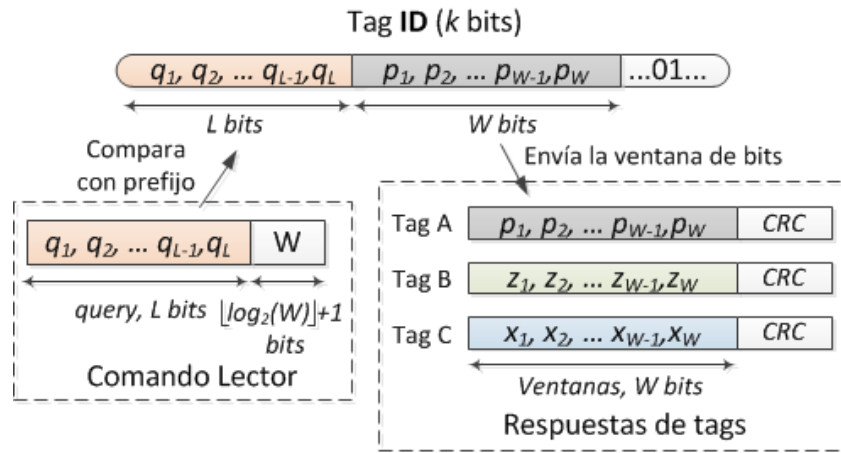 Tag ID (k bits)
q1, q2, ... qL-1,qL p1, p2, ... pW-1,pW ...01...
L bits W bits
Compara
con prefijo
Envía la ventana de bits
q1, q2, ... qL-1,qL W
query, L bits ⌊log2(W)⌋+1
bits
Comando Lector
Tag A p1, p2, ... pW-1,pW CRC
Tag B z1, z2, ... zW-1,zW CRC
Tag C x1, x2, ... xW-1,xW CRC
Ventanas, W bits
Respuestas de tags